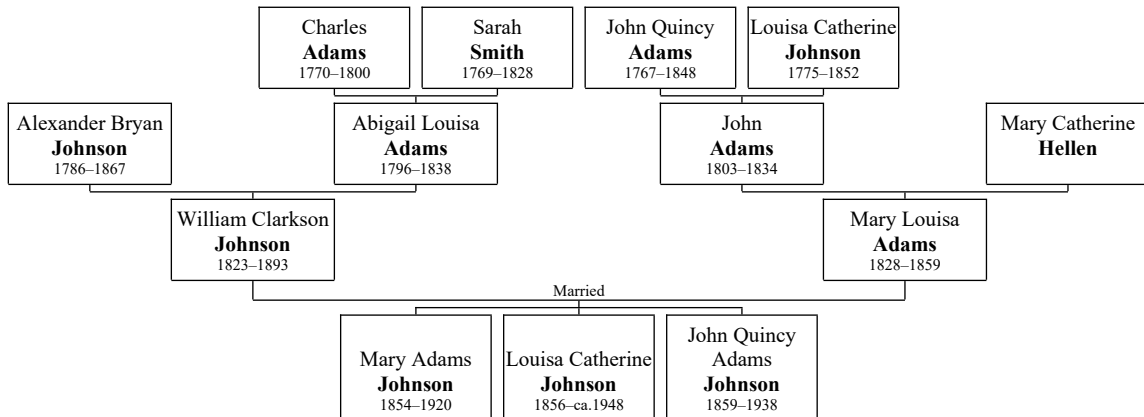 Charles
Adams
1770–1800
Sarah
Smith
1769–1828
John Quincy
Adams
1767–1848
Louisa Catherine
Johnson
1775–1852
Alexander Bryan
Johnson
1786–1867
Abigail Louisa
Adams
1796–1838
John
Adams
1803–1834
Mary Catherine
Hellen
William Clarkson
Johnson
1823–1893
Mary Louisa
Adams
1828–1859
Married
Mary Adams
Johnson
1854–1920
Louisa Catherine
Johnson
1856–ca.1948
John Quincy
Adams
Johnson
1859–1938